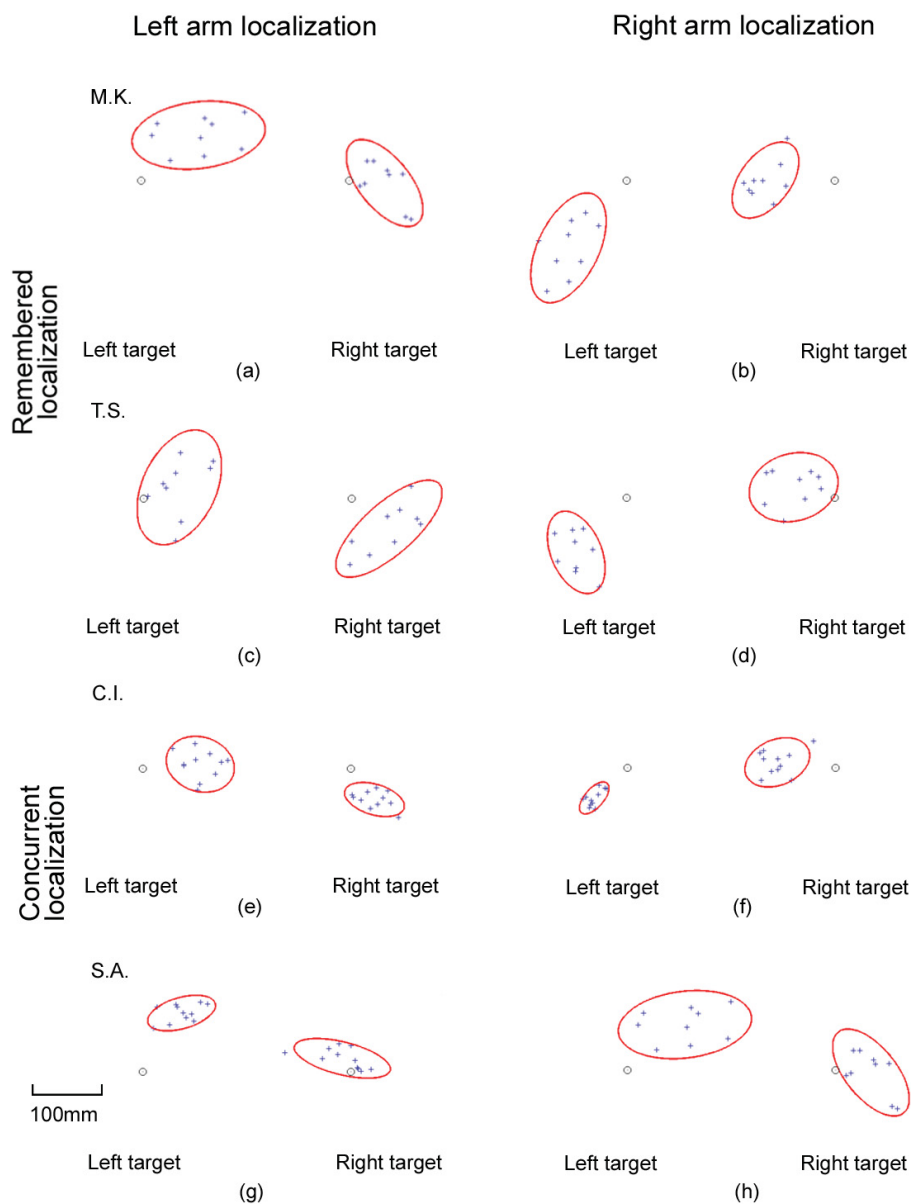 Left arm localization
Right arm localization
Remembered
localization
M.K.
Left target
Right target
(a)
Left target
Right target
(b)
T.S.
Left target
Right target
(c)
Left target
Right target
(d)
Concurrent
localization
C.I.
Left target
Right target
(e)
Left target
Right target
(f)
S.A.
100mm
Left target
Right target
(g)
Left target
Right target
(h)